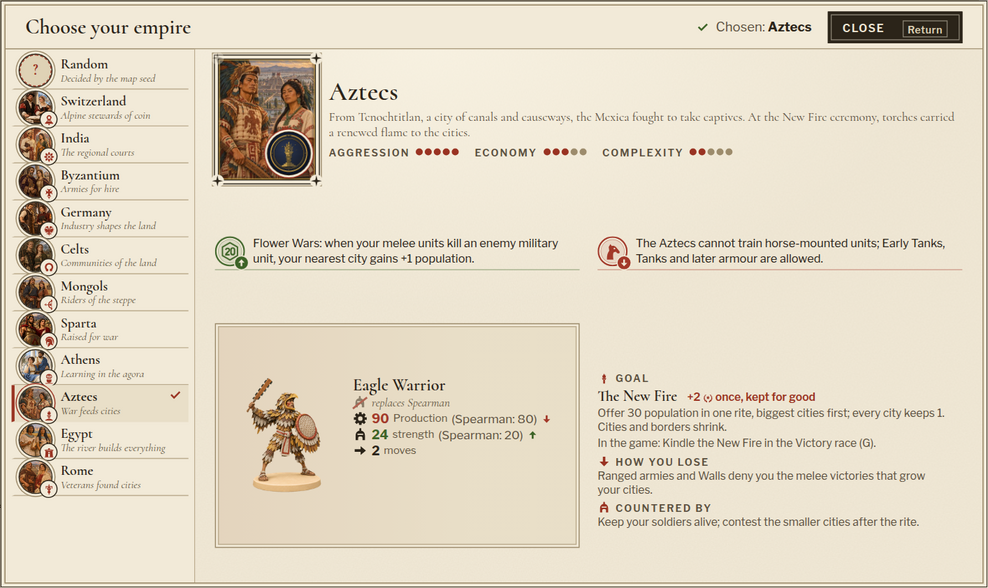 Choose your empire
Chosen: Aztecs
CLOSE Return
?
Random
Decided by the map seed
Switzerland
Alpine stewards of coin
India
The regional courts
Byzantium
Armies for hire
Germany
Industry shapes the land
Celts
Communities of the land
Mongols
Riders of the steppe
Sparta
Raised for war
Athens
Learning in the agora
Aztecs
War feeds cities
Egypt
The river builds everything
Rome
Veterans found cities
Aztecs
From Tenochtitlan, a city of canals and causeways, the Mexica fought to take captives. At the New Fire ceremony, torches carried
a renewed flame to the cities.
AGGRESSION ECONOMY COMPLEXITY
20
Flower Wars: when your melee units kill an enemy military
unit, your nearest city gains +1 population.
The Aztecs cannot train horse-mounted units; Early Tanks,
Tanks and later armour are allowed.
Eagle Warrior
replaces Spearman
90 Production (Spearman: 80)
24 strength (Spearman: 20)
2 moves
GOAL
The New Fire +2 once, kept for good
Offer 30 population in one rite, biggest cities first; every city keeps 1.
Cities and borders shrink.
In the game: Kindle the New Fire in the Victory race (G).
HOW YOU LOSE
Ranged armies and Walls deny you the melee victories that grow
your cities.
COUNTERED BY
Keep your soldiers alive; contest the smaller cities after the rite.